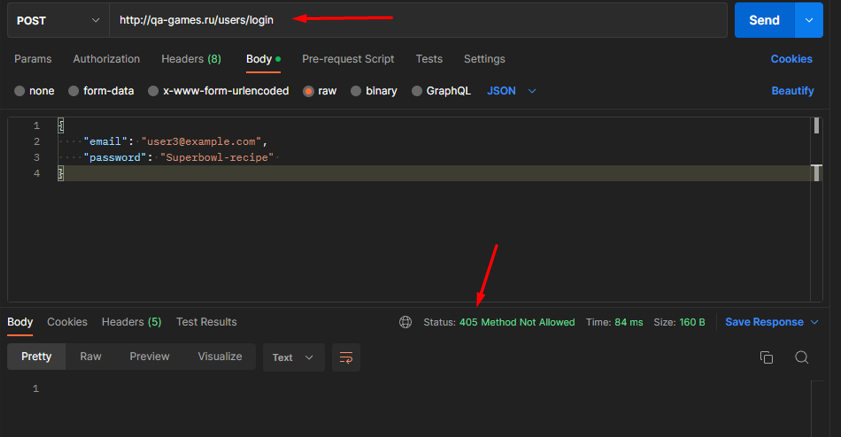 POST http://qa-games.ru/users/login Send
Params Authorization Headers (8) Body Pre-request Script Tests Settings Cookies
none form-data x-www-form-urlencoded raw binary GraphQL JSON Beautify
1 {
2 "email": "user3@example.com",
3 "password": "Superbowl-recipe"
4 }
Body Cookies Headers (5) Test Results Status: 405 Method Not Allowed Time: 84 ms Size: 160 B Save Response
Pretty Raw Preview Visualize Text
1